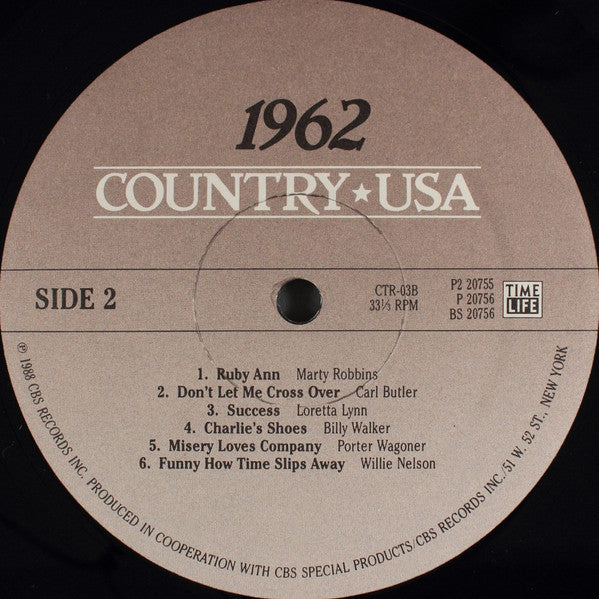 1962
COUNTRY★USA
SIDE 2
CTR-03B
33⅓ RPM
P2 20755
P 20756
BS 20756
TIME
LIFE
1. Ruby Ann Marty Robbins
2. Don't Let Me Cross Over Carl Butler
3. Success Loretta Lynn
4. Charlie's Shoes Billy Walker
5. Misery Loves Company Porter Wagoner
6. Funny How Time Slips Away Willie Nelson
℗ 1988 CBS RECORDS INC. PRODUCED IN COOPERATION WITH CBS SPECIAL PRODUCTS/CBS RECORDS INC./51 W. 52 ST., NEW YORK